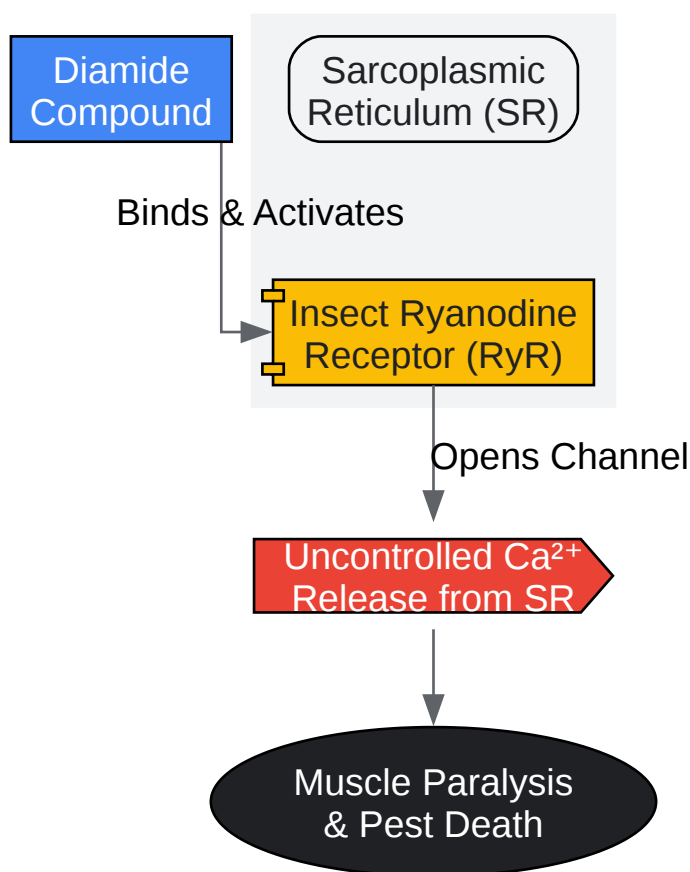 Diamide
Compound
Sarcoplasmic
Reticulum (SR)
Binds & Activates
Insect Ryanodine
Receptor (RyR)
Opens Channel
Uncontrolled Ca²⁺
Release from SR
Muscle Paralysis
& Pest Death